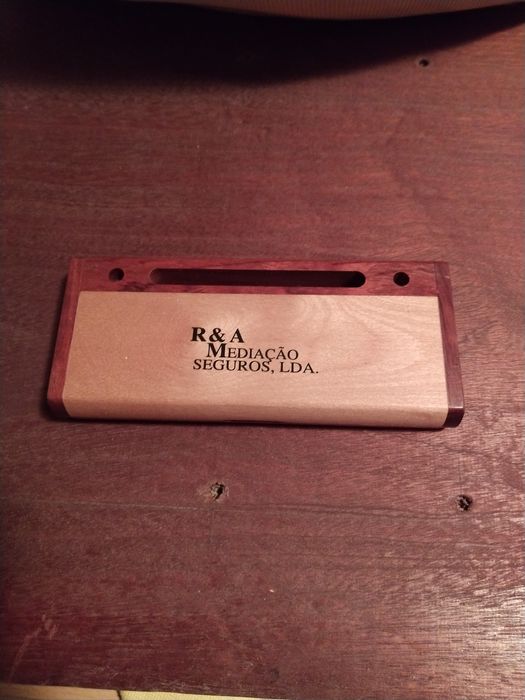 R & A
MEDIAÇÃO
SEGUROS, LDA.